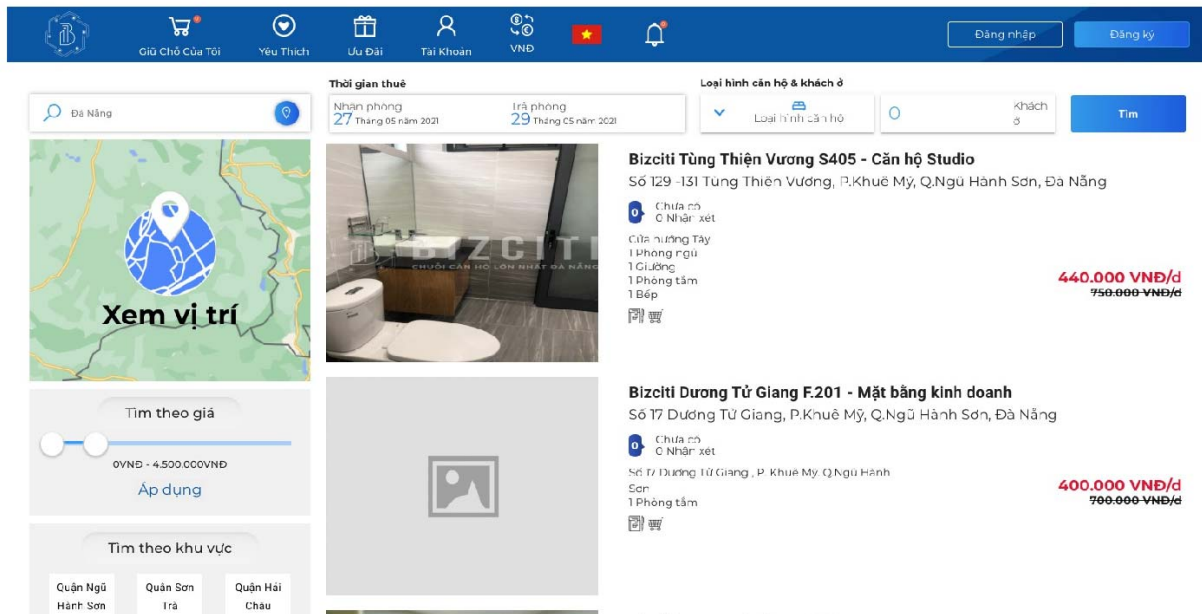 Giữ Chỗ Của Tôi
Yêu Thích
Ưu Đãi
Tài Khoản
VNĐ
Đăng nhập
Đăng ký
Thời gian thuê
Loại hình căn hộ & khách ở
Đà Nẵng
Nhận phòng
27 Tháng 05 năm 2021
Trả phòng
29 Tháng 05 năm 2021
Loại hình căn hộ
0
Khách
ở
Tìm
Xem vị trí
BIZCITI
CHUỖI CĂN HỘ LỚN NHẤT ĐÀ NẴNG
Bizciti Tùng Thiện Vương S405 - Căn hộ Studio
Số 129 -131 Tùng Thiện Vương, P.Khuê Mỹ, Q.Ngũ Hành Sơn, Đà Nẵng
0
Chưa có
0 Nhận xét
Cửa hướng Tây
1 Phòng ngủ
1 Giường
1 Phòng tắm
1 Bếp
440.000 VNĐ/d
750.000 VNĐ/d
Tìm theo giá
0VNĐ - 4.500.000VNĐ
Áp dụng
Bizciti Dương Tử Giang F.201 - Mặt bằng kinh doanh
Số 17 Dương Tử Giang, P.Khuê Mỹ, Q.Ngũ Hành Sơn, Đà Nẵng
0
Chưa có
0 Nhận xét
Số 17 Dương Tử Giang , P. Khuê Mỹ, Q.Ngũ Hành
Sơn
1 Phòng tắm
400.000 VNĐ/d
700.000 VNĐ/d
Tìm theo khu vực
Quận Ngũ
Hành Sơn
Quận Sơn
Trà
Quận Hải
Châu